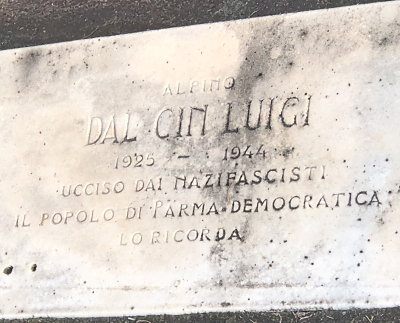 ALPINO
DAL CIN LUIGI
1925 - 1944
UCCISO DAI NAZIFASCISTI
IL POPOLO DI PARMA DEMOCRATICA
LO RICORDA